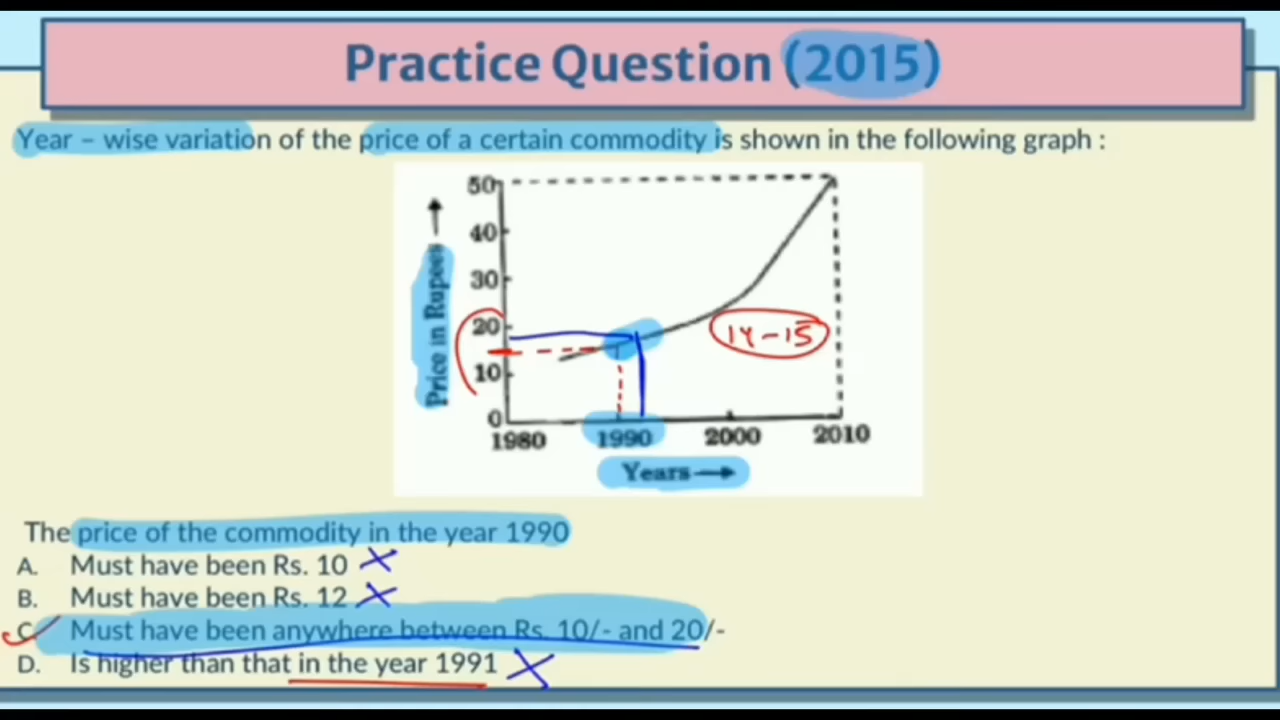 Practice Question (2015)
Year – wise variation of the price of a certain commodity is shown in the following graph :
50
40
30
20
10
0
Price in Rupees
14-15
1980 1990 2000 2010
Years
The price of the commodity in the year 1990
A. Must have been Rs. 10
B. Must have been Rs. 12
C. Must have been anywhere between Rs. 10/- and 20/-
D. Is higher than that in the year 1991